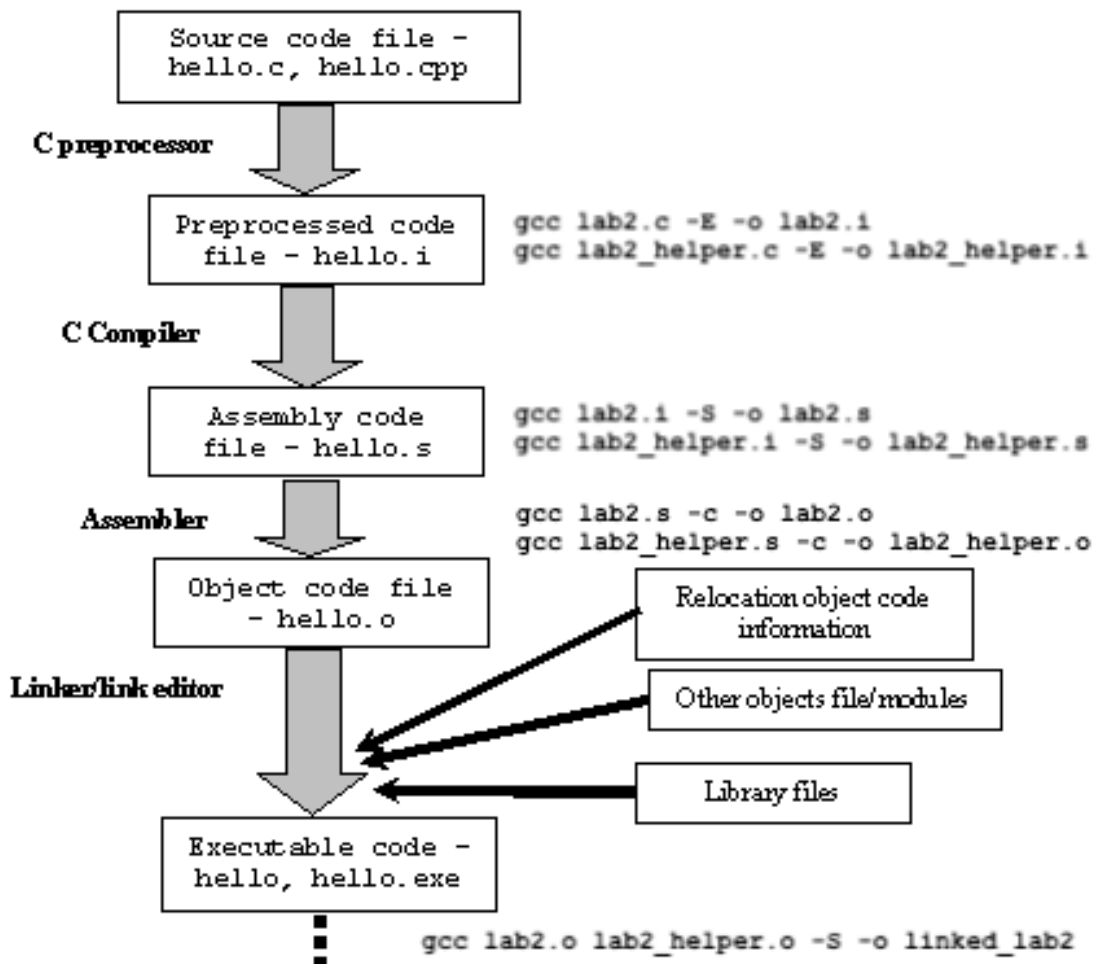 Source code file -
hello.c, hello.cpp
C preprocessor
Preprocessed code
file - hello.i
gcc lab2.c -E -o lab2.i
gcc lab2_helper.c -E -o lab2_helper.i
C Compiler
Assembly code
file - hello.s
gcc lab2.i -S -o lab2.s
gcc lab2_helper.i -S -o lab2_helper.s
Assembler
gcc lab2.s -c -o lab2.o
gcc lab2_helper.s -c -o lab2_helper.o
Object code file
- hello.o
Relocation object code
information
Linker/link editor
Other objects file/modules
Library files
Executable code -
hello, hello.exe
gcc lab2.o lab2_helper.o -S -o linked_lab2